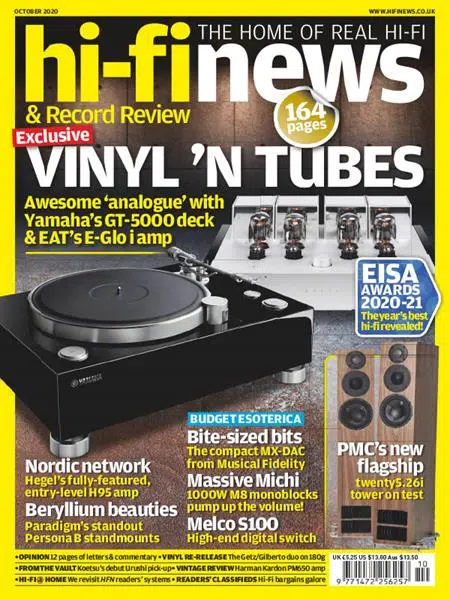 OCTOBER 2020
WWW.HIFINEWS.CO.UK
THE HOME OF REAL HI-FI
hi-finews
& Record Review
164
pages
Exclusive
VINYL ’N TUBES
Awesome ‘analogue’ with
Yamaha’s GT-5000 deck
& EAT’s E-Glo i amp
EISA
AWARDS
2020-21
The year’s best
hi-fi revealed!
YAMAHA
BUDGET ESOTERICA
Bite-sized bits
The compact MX-DAC
from Musical Fidelity
Massive Michi
1000W M8 monoblocks
pump up the volume!
Melco S100
High-end digital switch
Nordic network
Hegel’s fully-featured,
entry-level H95 amp
Beryllium beauties
Paradigm’s standout
Persona B standmounts
PMC’s new
flagship
twenty5.26i
tower on test
• OPINION 12 pages of letters & commentary • VINYL RE-RELEASE The Getz/Gilberto duo on 180g
• FROM THE VAULT Koetsu’s debut Urushi pick-up • VINTAGE REVIEW Harman Kardon PM650 amp
• HI-FI @ HOME We revisit HFN readers’ systems • READERS’ CLASSIFIEDS Hi-Fi bargains galore
UK £5.25 US $13.80 Aus $13.50
10
9 771472 256257